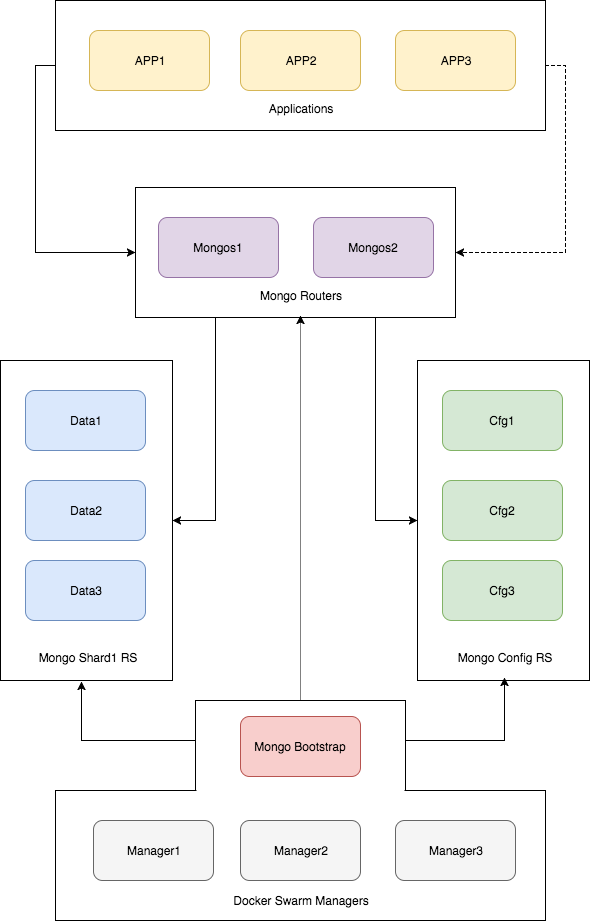 APP1
APP2
APP3
Applications
Mongos1
Mongos2
Mongo Routers
Data1
Data2
Data3
Mongo Shard1 RS
Cfg1
Cfg2
Cfg3
Mongo Config RS
Mongo Bootstrap
Manager1
Manager2
Manager3
Docker Swarm Managers